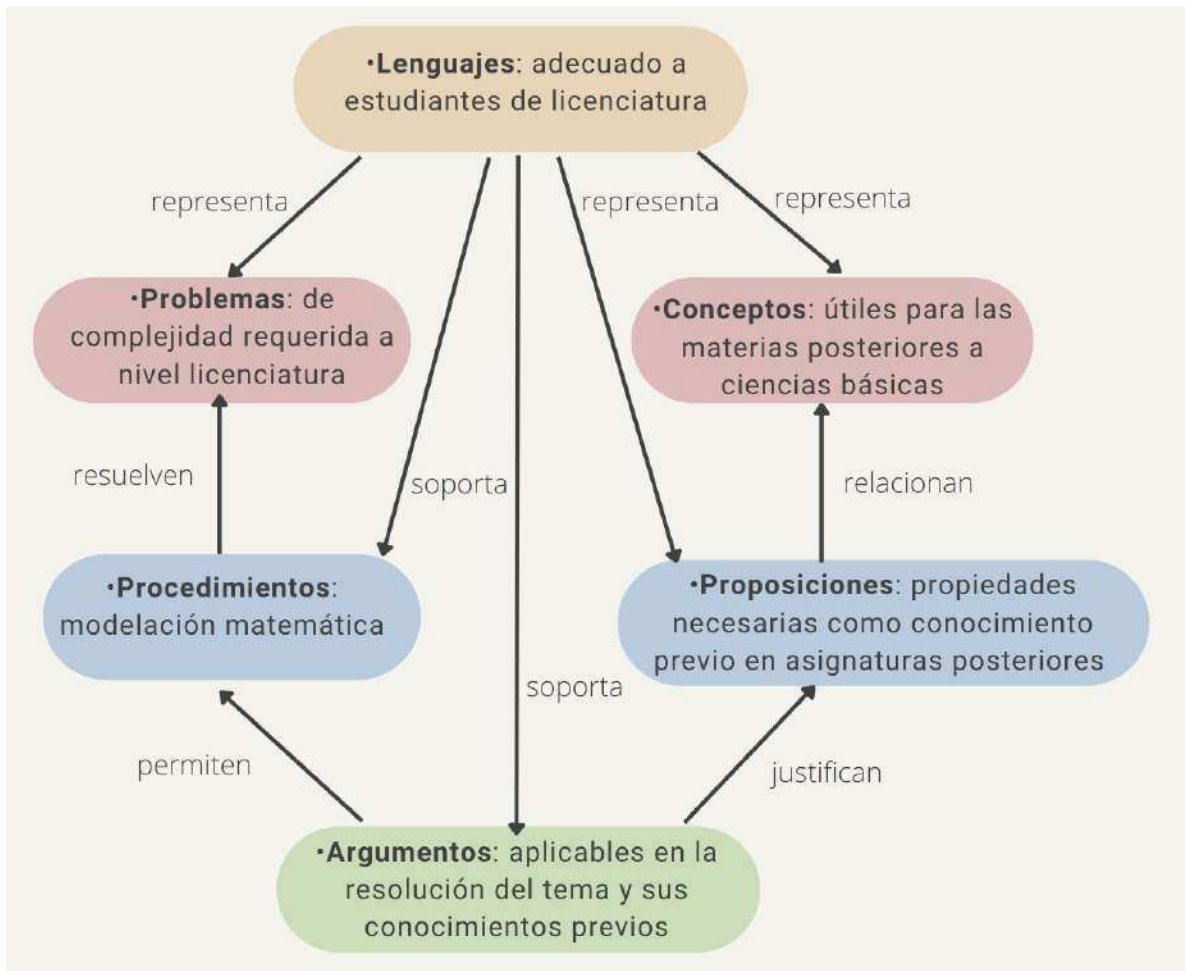 •Lenguajes: adecuado a
estudiantes de licenciatura
representa
representa
representa
•Problemas: de
complejidad requerida a
nivel licenciatura
•Conceptos: útiles para las
materias posteriores a
ciencias básicas
resuelven
soporta
relacionan
•Procedimientos:
modelación matemática
•Proposiciones: propiedades
necesarias como conocimiento
previo en asignaturas posteriores
soporta
permiten
justifican
•Argumentos: aplicables en la
resolución del tema y sus
conocimientos previos